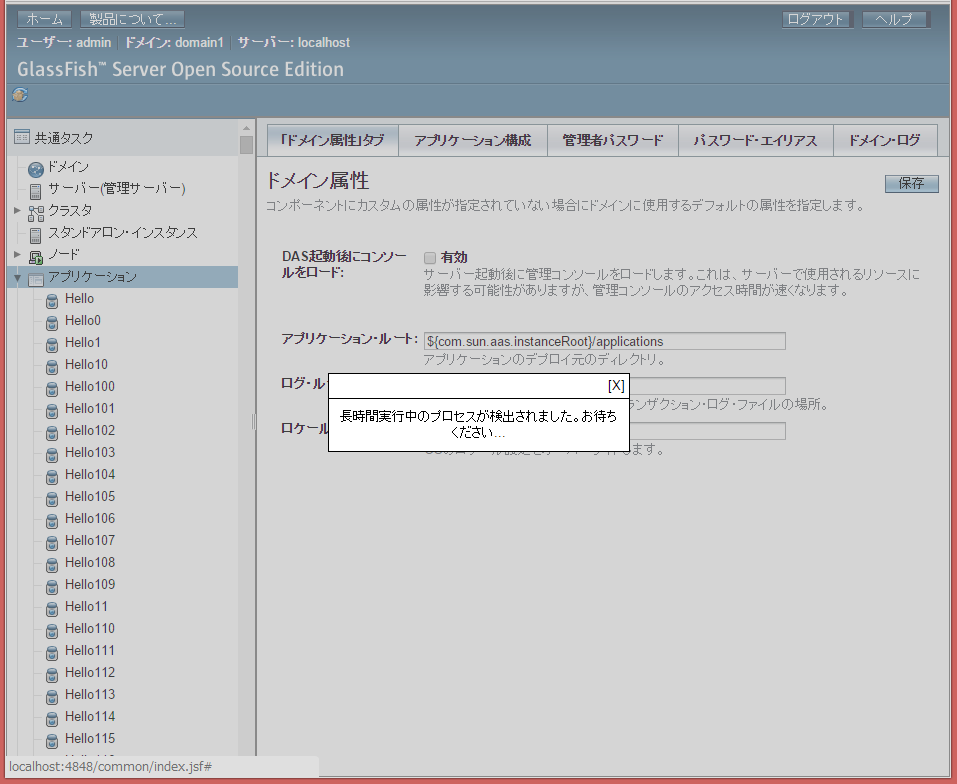 ホーム 製品について... ログアウト ヘルプ
ユーザー: admin ドメイン: domain1 サーバー: localhost
GlassFish™ Server Open Source Edition
共通タスク
ドメイン
サーバー(管理サーバー)
クラスタ
スタンドアロン・インスタンス
ノード
アプリケーション
Hello
Hello0
Hello1
Hello10
Hello100
Hello101
Hello102
Hello103
Hello104
Hello105
Hello106
Hello107
Hello108
Hello109
Hello11
Hello110
Hello111
Hello112
Hello113
Hello114
Hello115
「ドメイン属性」タブ アプリケーション構成 管理者パスワード パスワード・エイリアス ドメイン・ログ
ドメイン属性 保存
コンポーネントにカスタムの属性が指定されていない場合にドメインに使用するデフォルトの属性を指定します。
DAS起動後にコンソー
ルをロード:
有効
サーバー起動後に管理コンソールをロードします。これは、サーバーで使用されるリソースに
影響する可能性がありますが、管理コンソールのアクセス時間が速くなります。
アプリケーション・ルート: ${com.sun.aas.instanceRoot}/applications
アプリケーションのデプロイ元のディレクトリ。
ログ・ル
ランザクション・ログ・ファイルの場所。
ロケール
[X]
長時間実行中のプロセスが検出されました。お待ち
ください...
localhost:4848/common/index.jsf#